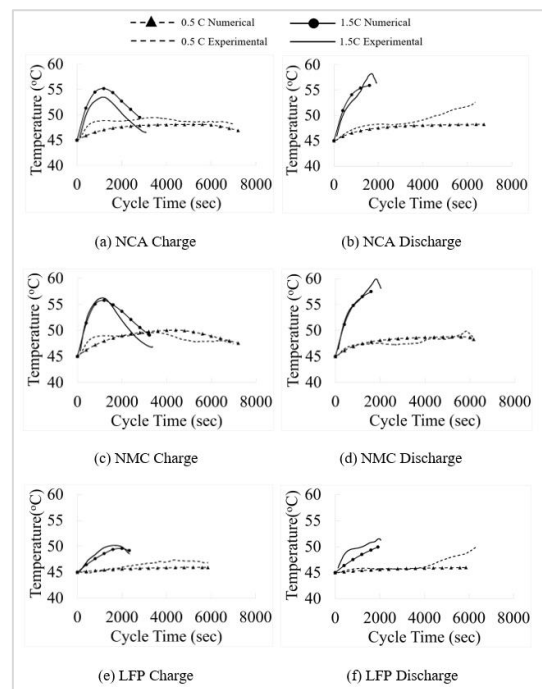 0.5 C Numerical 1.5C Numerical
0.5 C Experimental 1.5C Experimental
60
55
50
45
40
Temperature (°C)
0 2000 4000 6000 8000
Cycle Time (sec)
(a) NCA Charge
60
55
50
45
40
Temperature (°C)
0 2000 4000 6000 8000
Cycle Time (sec)
(b) NCA Discharge
60
55
50
45
40
Temperature (°C)
0 2000 4000 6000 8000
Cycle Time (sec)
(c) NMC Charge
60
55
50
45
40
Temperature (°C)
0 2000 4000 6000 8000
Cycle Time (sec)
(d) NMC Discharge
60
55
50
45
40
Temperature(°C)
0 2000 4000 6000 8000
Cycle Time (sec)
(e) LFP Charge
60
55
50
45
40
Temperature(°C)
0 2000 4000 6000 8000
Cycle Time (sec)
(f) LFP Discharge